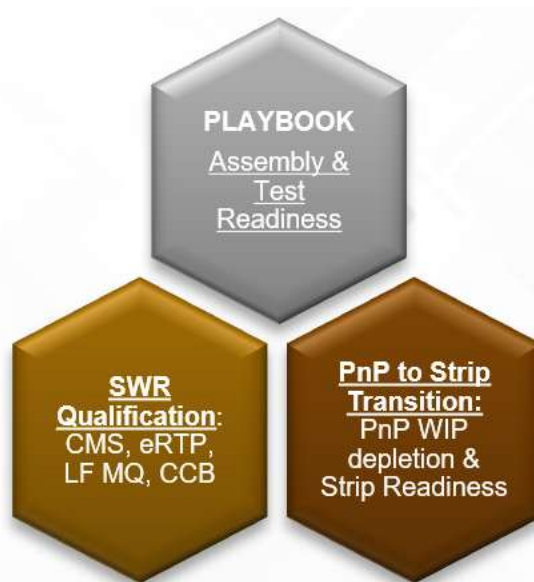 PLAYBOOK
Assembly &
Test
Readiness
SWR
Qualification:
CMS, eRTP,
LF MQ, CCB
PnP to Strip
Transition:
PnP WIP
depletion &
Strip Readiness